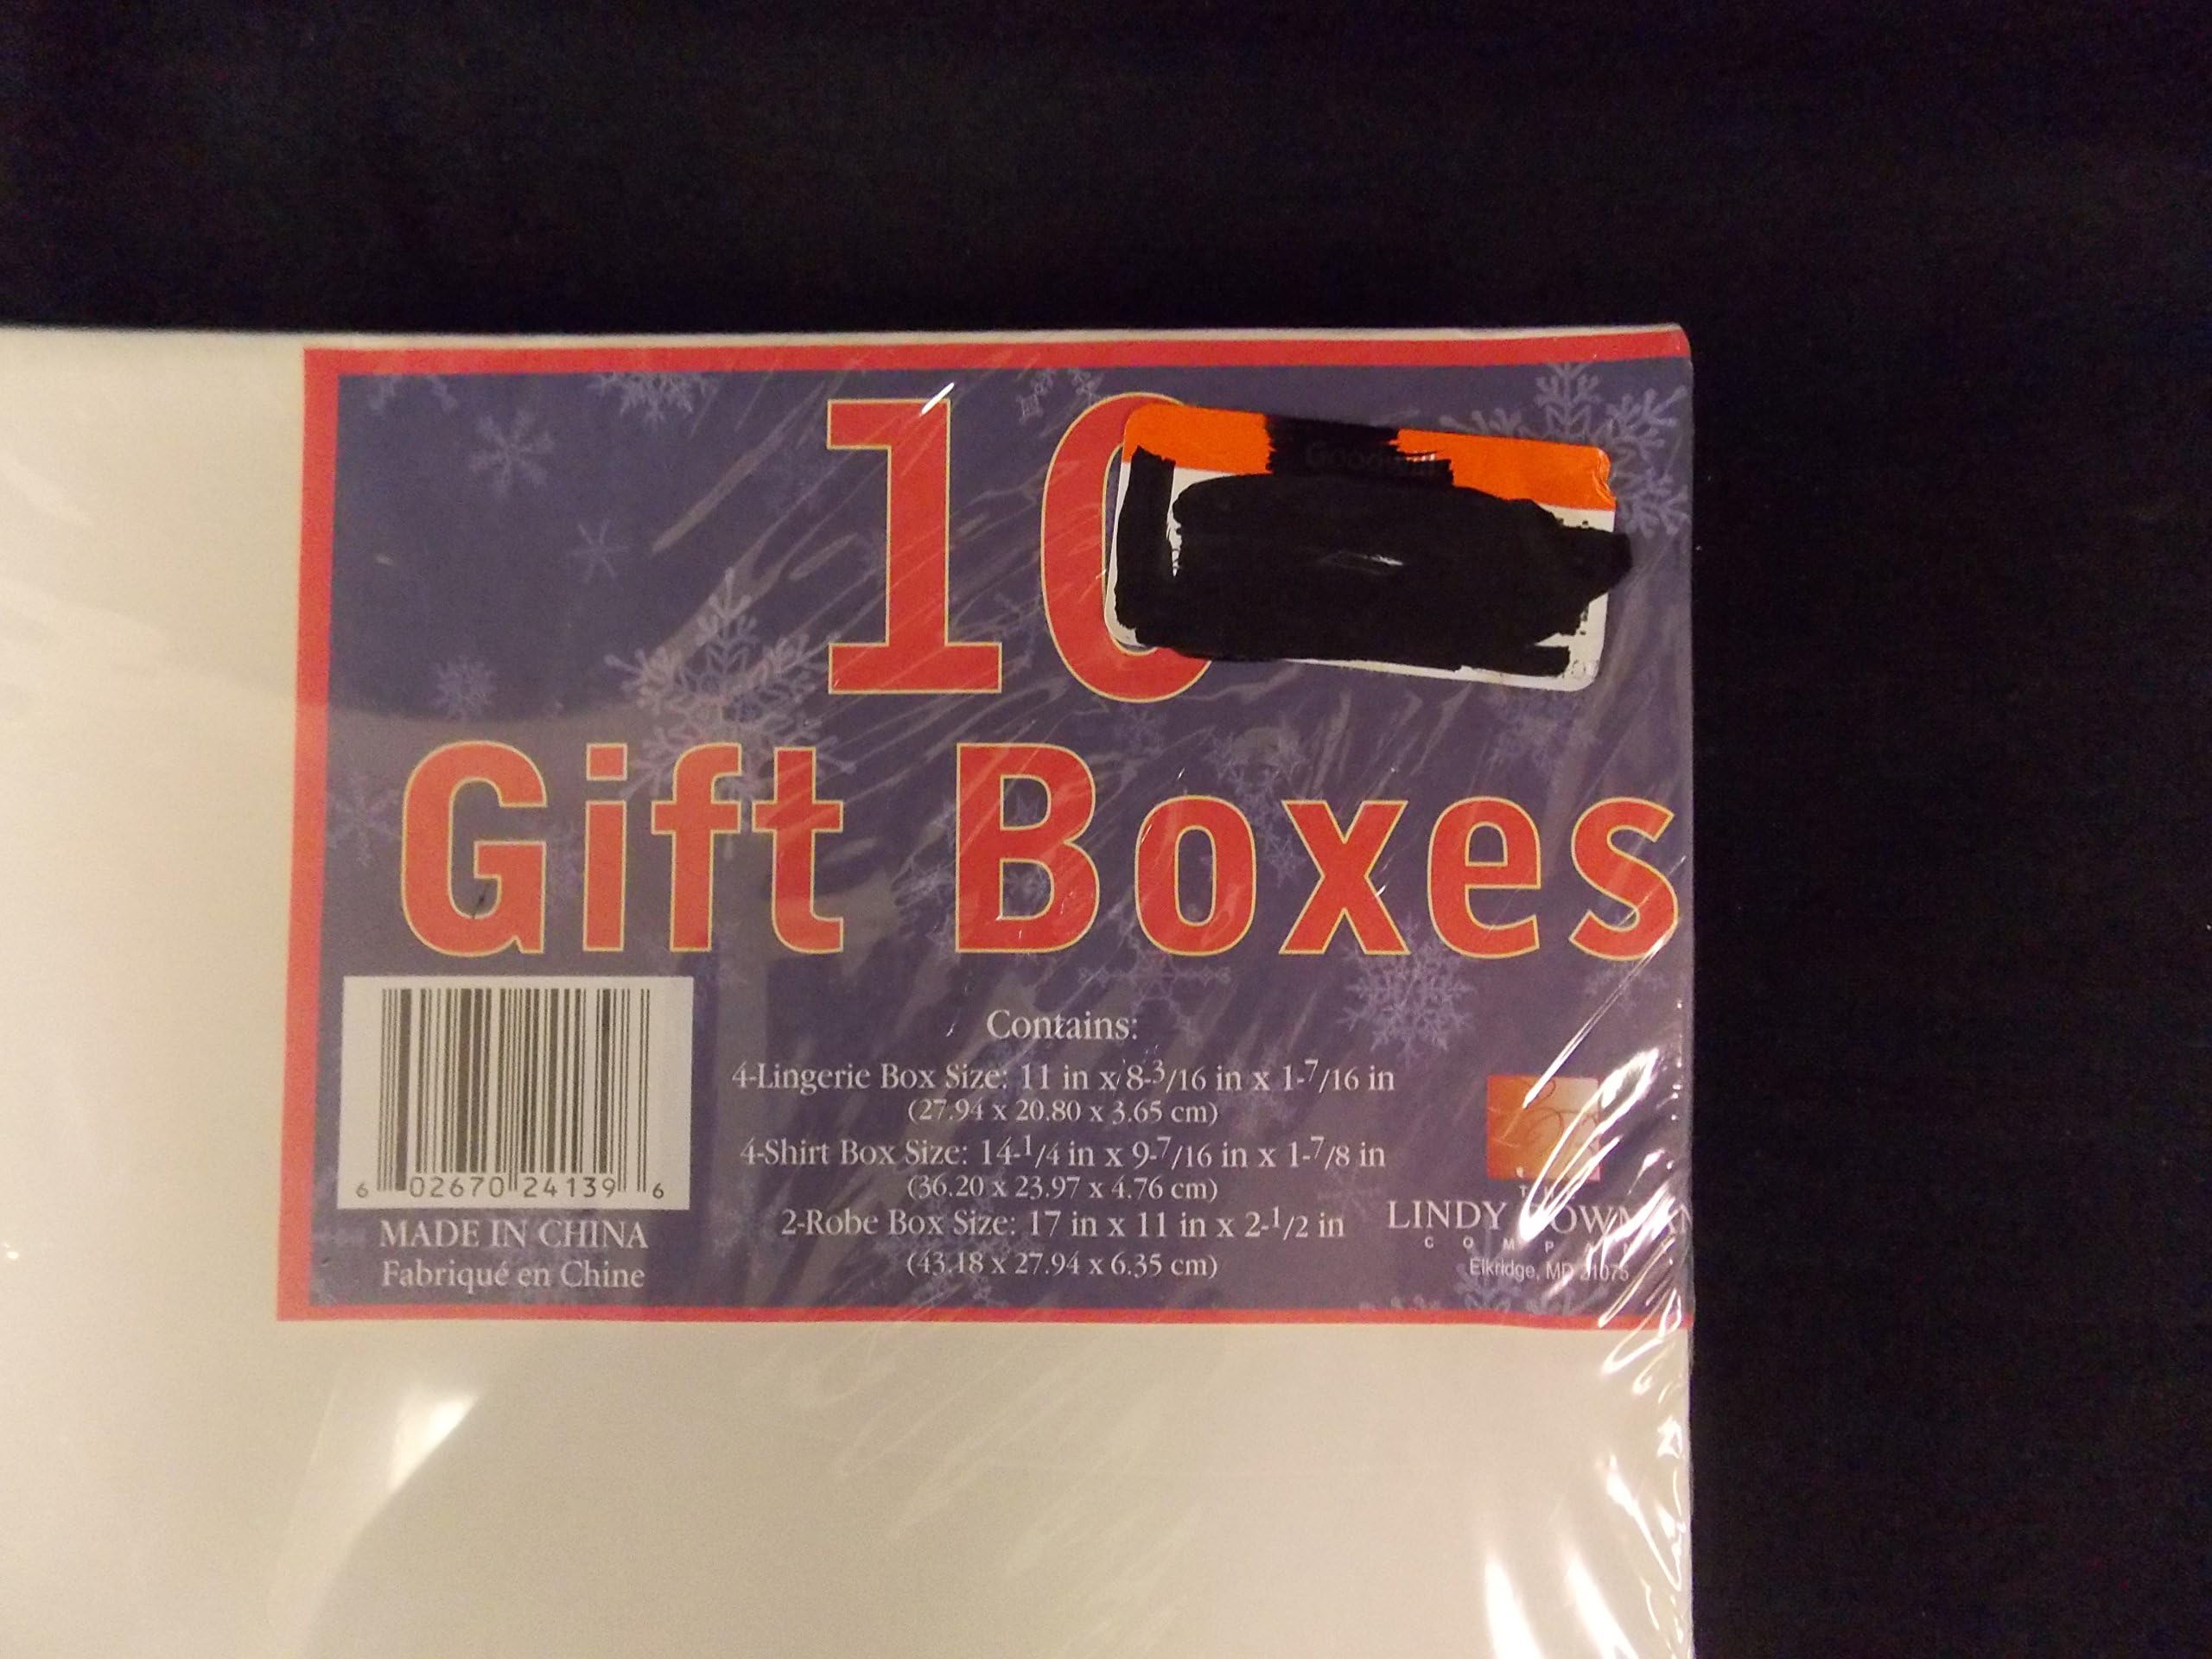 10
Goodwill
Gift Boxes
Contains:
4-Lingerie Box Size: 11 in x 8-3/16 in x 1-7/16 in
(27.94 x 20.80 x 3.65 cm)
4-Shirt Box Size: 14-1/4 in x 9-7/16 in x 1-7/8 in
(36.20 x 23.97 x 4.76 cm)
2-Robe Box Size: 17 in x 11 in x 2-1/2 in
(43.18 x 27.94 x 6.35 cm)
6 02670 24139 6
MADE IN CHINA
Fabriqué en Chine
LINDY BOWMAN
COMPANY
Elkridge, MD 21075